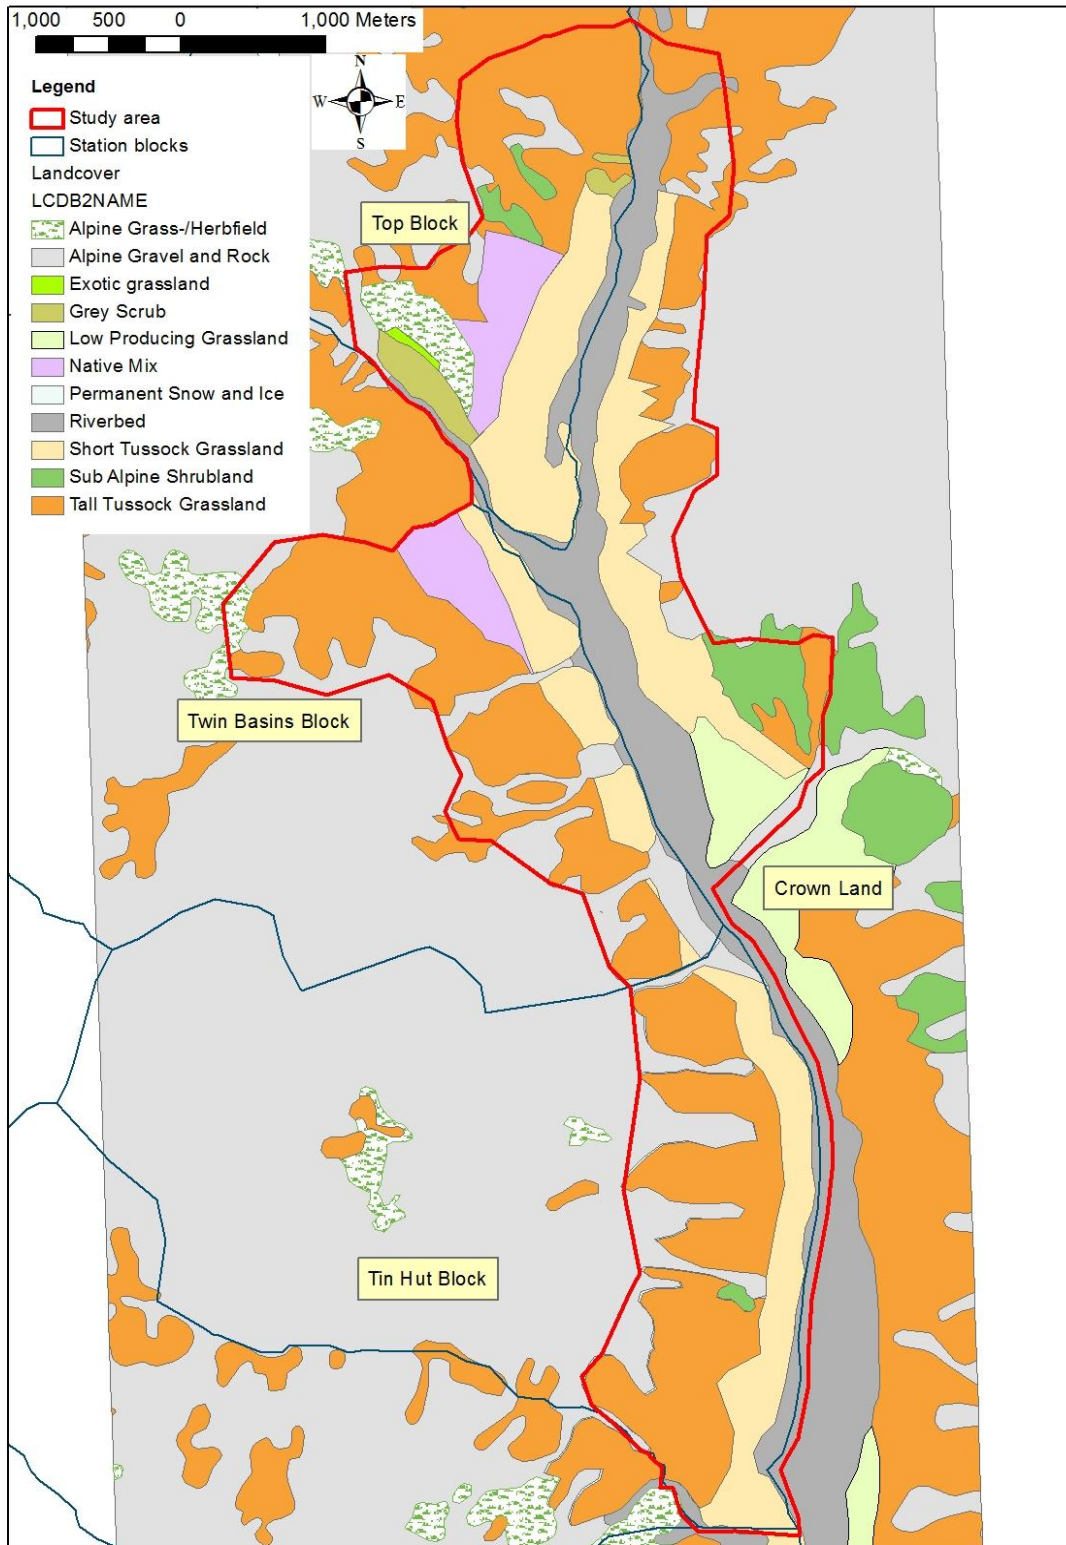 1,000 500 0 1,000 Meters
N
W E
S
Legend
Study area
Station blocks
Landcover
LCDB2NAME
Alpine Grass-/Herbfield
Alpine Gravel and Rock
Exotic grassland
Grey Scrub
Low Producing Grassland
Native Mix
Permanent Snow and Ice
Riverbed
Short Tussock Grassland
Sub Alpine Shrubland
Tall Tussock Grassland
Top Block
Twin Basins Block
Crown Land
Tin Hut Block